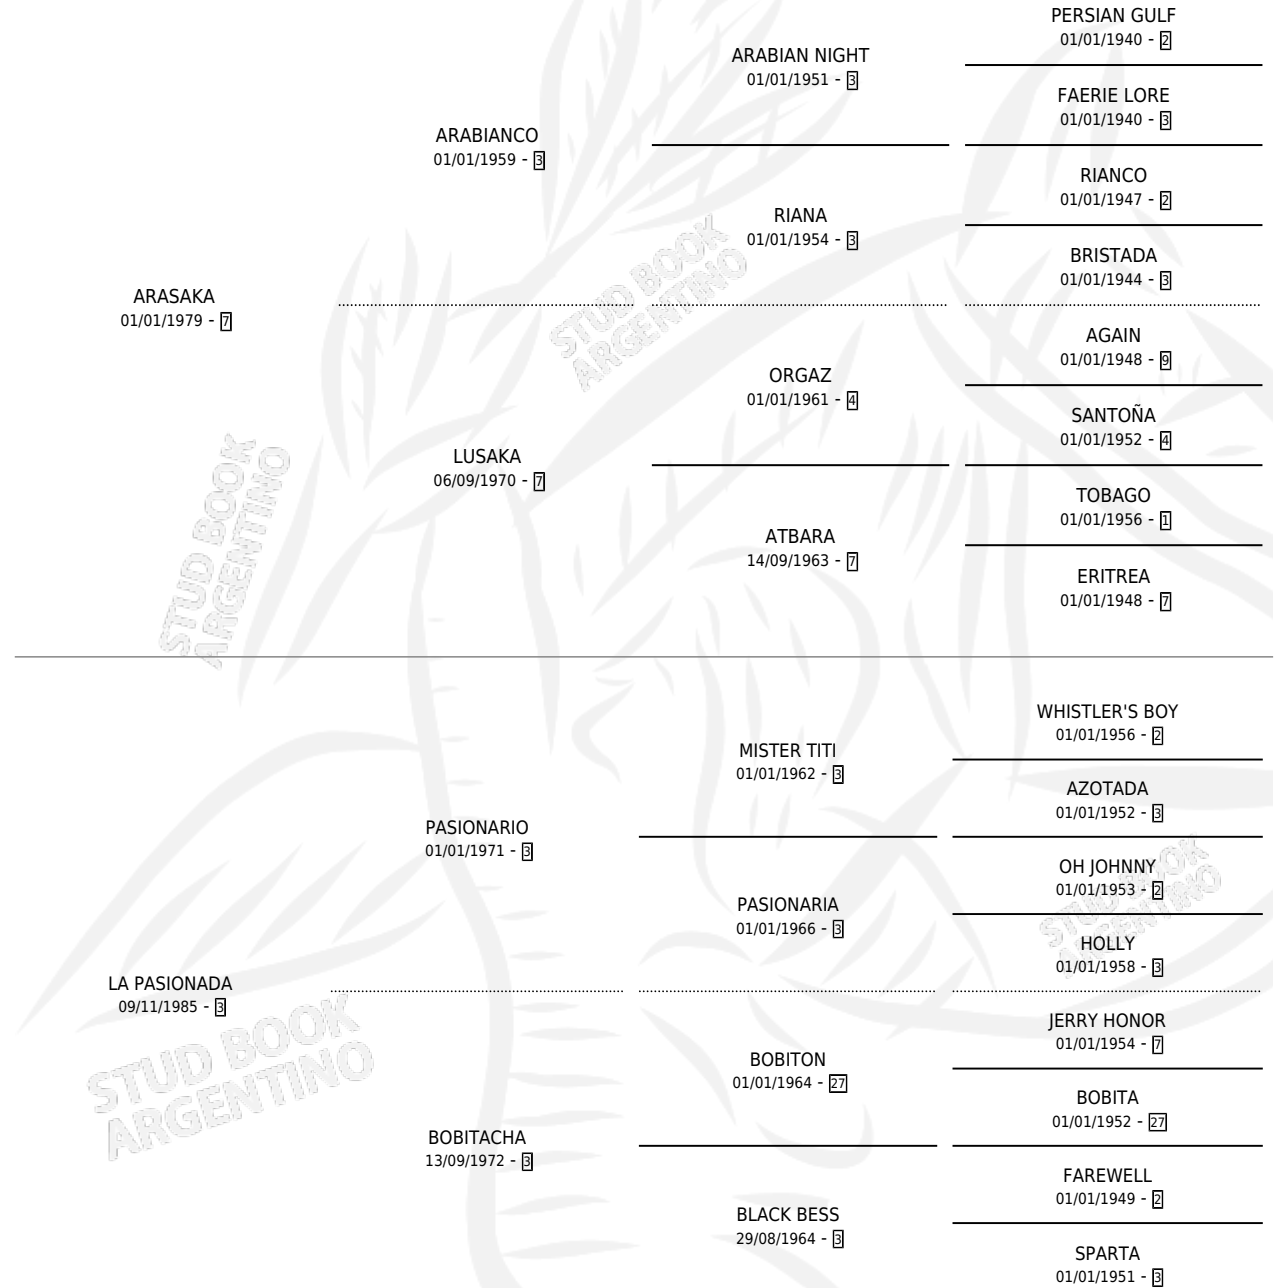 PERSIAN GULF
01/01/1940 - 2
ARABIAN NIGHT
01/01/1951 - 3
FAERIE LORE
01/01/1940 - 3
ARABIANCO
01/01/1959 - 3
RIANCO
01/01/1947 - 2
RIANA
01/01/1954 - 3
BRISTADA
01/01/1944 - 3
ARASAKA
01/01/1979 - 7
STUD BOOK
ARGENTINO
AGAIN
01/01/1948 - 9
ORGAZ
01/01/1961 - 4
SANTOÑA
01/01/1952 - 4
LUSAKA
06/09/1970 - 7
TOBAGO
01/01/1956 - 1
ATBARA
14/09/1963 - 7
ERITREA
01/01/1948 - 7
STUD BOOK
ARGENTINO
WHISTLER'S BOY
01/01/1956 - 2
MISTER TITI
01/01/1962 - 3
AZOTADA
01/01/1952 - 3
PASIONARIO
01/01/1971 - 3
OH JOHNNY
01/01/1953 - 2
PASIONARIA
01/01/1966 - 3
HOLLY
01/01/1958 - 3
STUD BOOK
ARGENTINO
LA PASIONADA
09/11/1985 - 3
JERRY HONOR
01/01/1954 - 7
BOBITON
01/01/1964 - 27
BOBITA
01/01/1952 - 27
STUD BOOK
ARGENTINO
BOBITACHA
13/09/1972 - 3
FAREWELL
01/01/1949 - 2
BLACK BESS
29/08/1964 - 3
SPARTA
01/01/1951 - 3